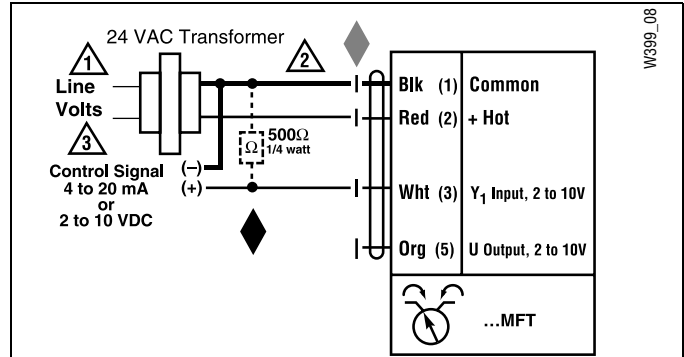 W399_08
24 VAC Transformer
1
2
Line
Volts
3
Control Signal (–)
4 to 20 mA (+)
or
2 to 10 VDC
Ω
500Ω
1/4 watt
Blk (1) Common
Red (2) + Hot
Wht (3) Y₁ Input, 2 to 10V
Org (5) U Output, 2 to 10V
...MFT